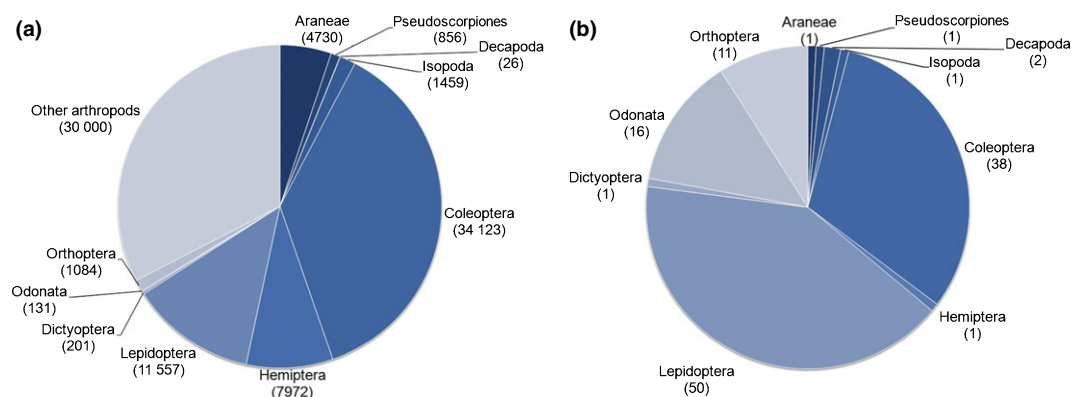 (a)
Araneae
(4730)
Pseudoscorpiones
(856)
Decapoda
(26)
Isopoda
(1459)
Coleoptera
(34 123)
Hemiptera
(7972)
Lepidoptera
(11 557)
Dictyoptera
(201)
Odonata
(131)
Orthoptera
(1084)
Other arthropods
(30 000)
(b)
Araneae
(1)
Pseudoscorpiones
(1)
Decapoda
(2)
Isopoda
(1)
Coleoptera
(38)
Hemiptera
(1)
Lepidoptera
(50)
Dictyoptera
(1)
Odonata
(16)
Orthoptera
(11)